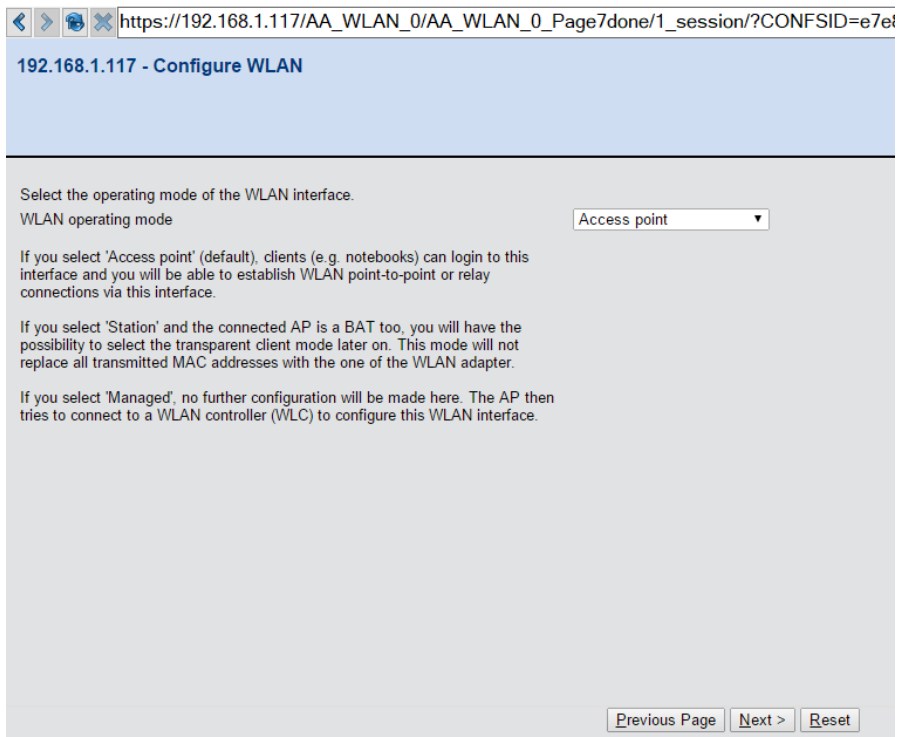 https://192.168.1.117/AA_WLAN_0/AA_WLAN_0_Page7done/1_session/?CONFSID=e7e8
192.168.1.117 - Configure WLAN
Select the operating mode of the WLAN interface.
WLAN operating mode Access point
If you select 'Access point' (default), clients (e.g. notebooks) can login to this
interface and you will be able to establish WLAN point-to-point or relay
connections via this interface.
If you select 'Station' and the connected AP is a BAT too, you will have the
possibility to select the transparent client mode later on. This mode will not
replace all transmitted MAC addresses with the one of the WLAN adapter.
If you select 'Managed', no further configuration will be made here. The AP then
tries to connect to a WLAN controller (WLC) to configure this WLAN interface.
Previous Page Next > Reset